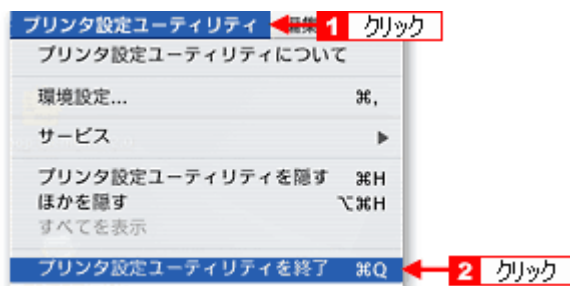 プリンタ設定ユーティリティ 編集 1 クリック
プリンタ設定ユーティリティについて
環境設定... ⌘,
サービス ▶
プリンタ設定ユーティリティを隠す ⌘H
ほかを隠す ⌥⌘H
すべてを表示
プリンタ設定ユーティリティを終了 ⌘Q 2 クリック